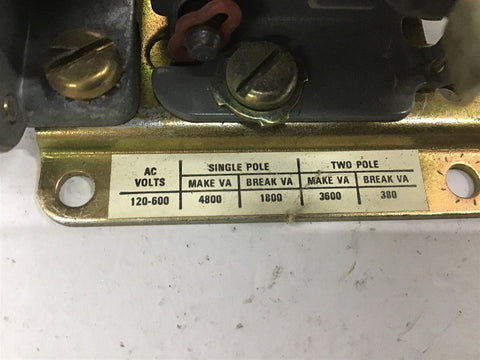 AC VOLTS SINGLE POLE TWO POLE
MAKE VA BREAK VA MAKE VA BREAK VA
120-600 4800 1800 3600 380